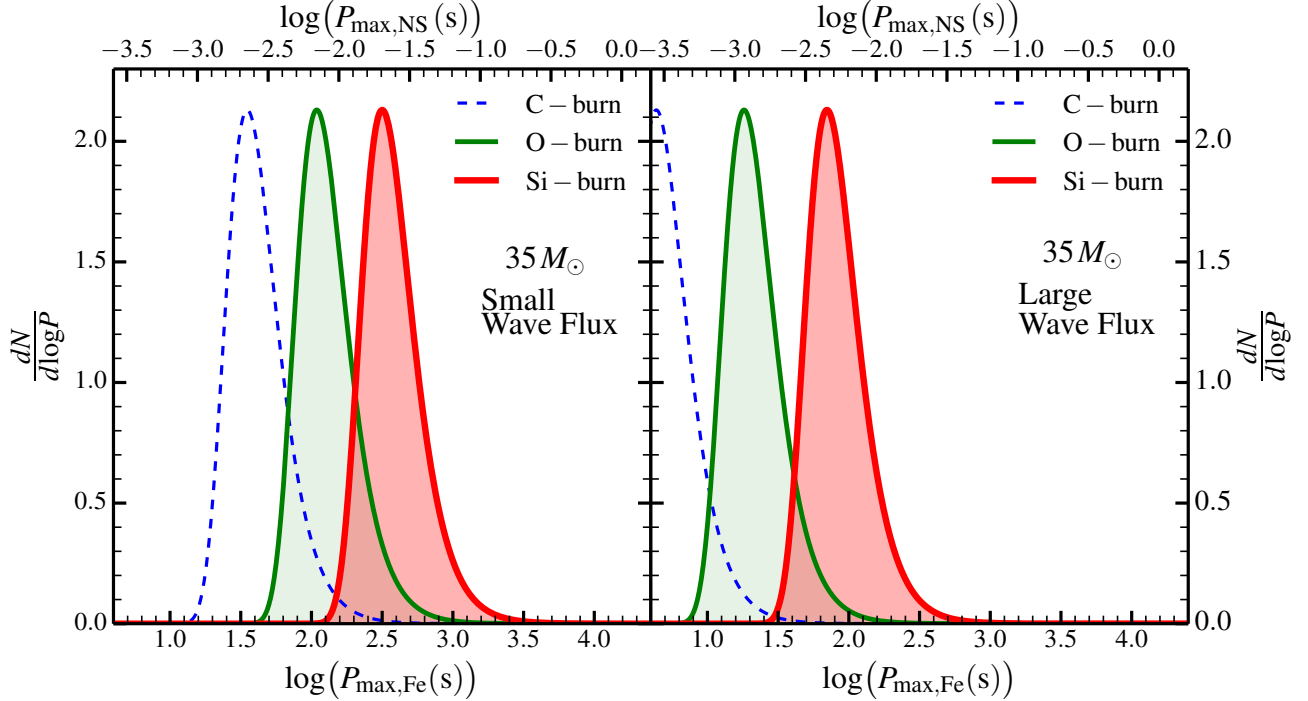 log(P_max,NS(s)) log(P_max,NS(s))
−3.5 −3.0 −2.5 −2.0 −1.5 −1.0 −0.5 0.0 −3.5 −3.0 −2.5 −2.0 −1.5 −1.0 −0.5 0.0
C − burn C − burn
2.0 O − burn O − burn 2.0
Si − burn Si − burn
1.5 35 M☉ 35 M☉ 1.5
Small Large
Wave Flux Wave Flux
dN/dlogP dN/dlogP
1.0 1.0
0.5 0.5
0.0 0.0
1.0 1.5 2.0 2.5 3.0 3.5 4.0 1.0 1.5 2.0 2.5 3.0 3.5 4.0
log(P_max,Fe(s)) log(P_max,Fe(s))